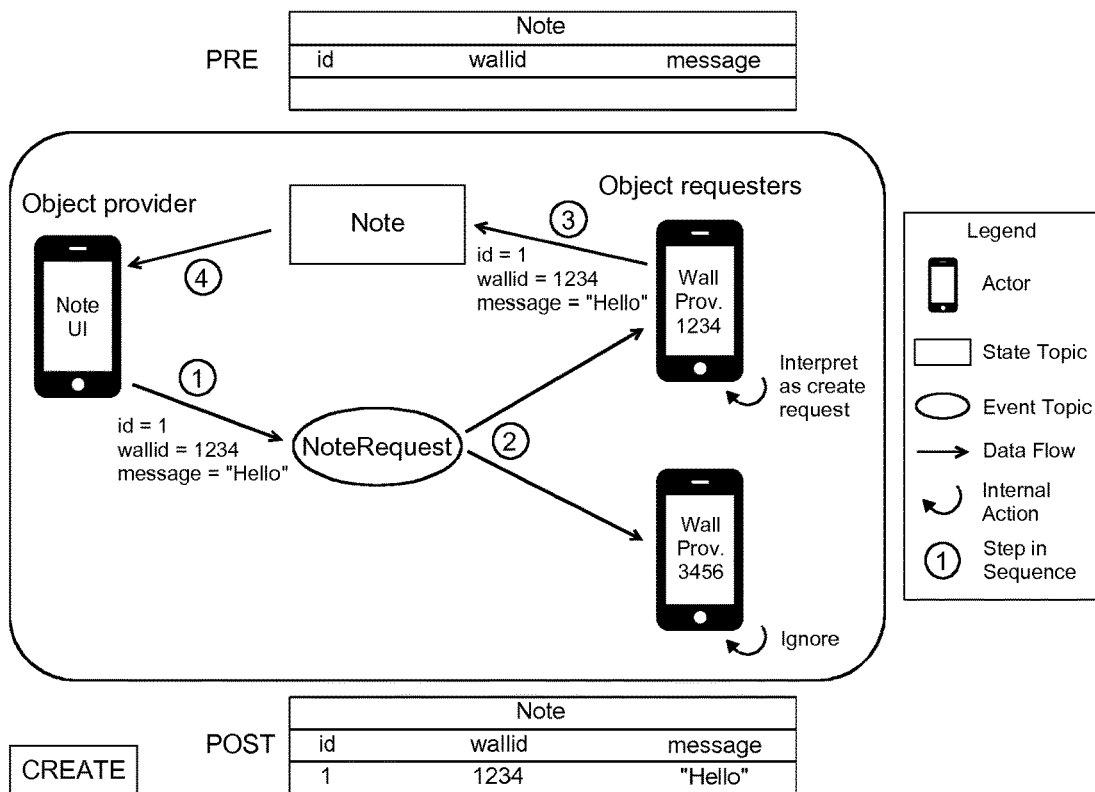 Note
PRE id wallid message
Object provider
Object requesters
Note
3
id = 1
wallid = 1234
message = "Hello"
4
Note
UI
Wall
Prov.
1234
Interpret
as create
request
1
id = 1
wallid = 1234
message = "Hello"
NoteRequest
2
Wall
Prov.
3456
Ignore
Legend
Actor
State Topic
Event Topic
Data Flow
Internal
Action
1 Step in
Sequence
Note
POST id wallid message
1 1234 "Hello"
CREATE